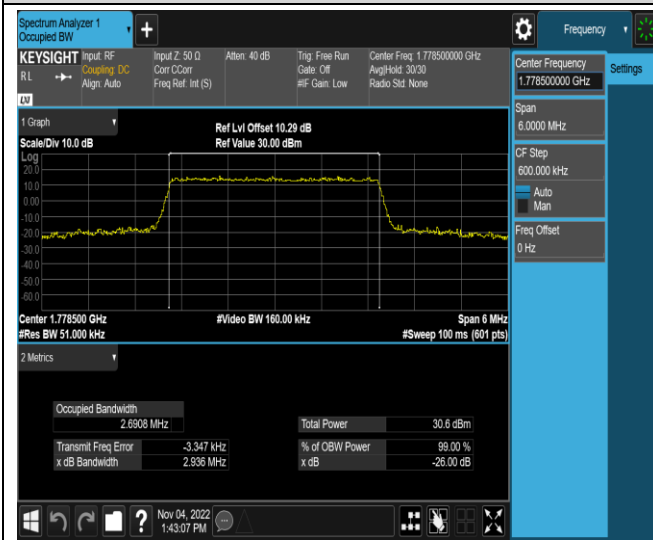 Spectrum Analyzer 1
Occupied BW
+
Frequency
KEYSIGHT
RL
LXI
Input: RF
Coupling: DC
Align: Auto
Input Z: 50 Ω
Corr CCorr
Freq Ref: Int (S)
Atten: 40 dB
Trig: Free Run
Gate: Off
#IF Gain: Low
Center Freq: 1.778500000 GHz
Avg|Hold: 30/30
Radio Std: None
Center Frequency
1.778500000 GHz
Settings
Span
6.0000 MHz
CF Step
600.000 kHz
Auto
Man
Freq Offset
0 Hz
1 Graph
Scale/Div 10.0 dB
Ref Lvl Offset 10.29 dB
Ref Value 30.00 dBm
Log
20.0
10.0
0.00
-10.0
-20.0
-30.0
-40.0
-50.0
-60.0
Center 1.778500 GHz
#Video BW 160.00 kHz
Span 6 MHz
#Res BW 51.000 kHz
#Sweep 100 ms (601 pts)
2 Metrics
Occupied Bandwidth
2.6908 MHz
Total Power 30.6 dBm
Transmit Freq Error -3.347 kHz
% of OBW Power 99.00 %
x dB Bandwidth 2.936 MHz
x dB -26.00 dB
?
Nov 04, 2022
1:43:07 PM